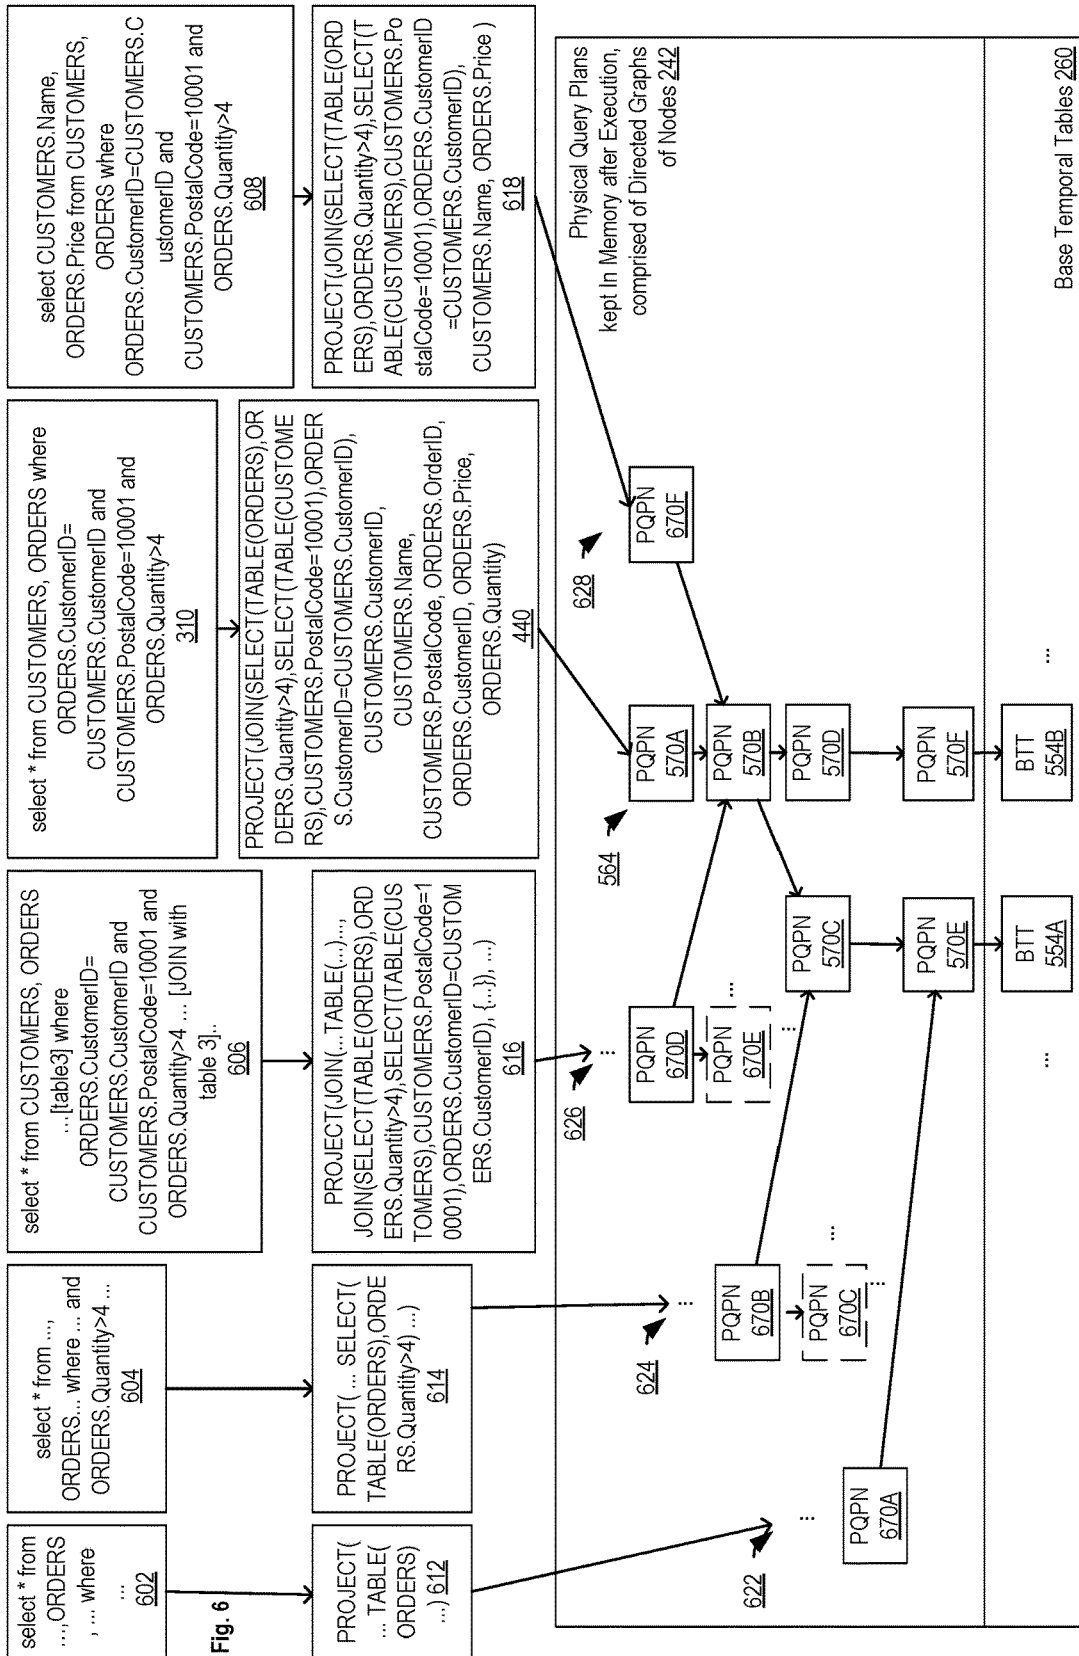 select * from
...,ORDERS
, ... where
...
602
select * from ...,
ORDERS... where ... and
ORDERS.Quantity>4 ...
604
select * from CUSTOMERS, ORDERS
...[table3] where
ORDERS.CustomerID=
CUSTOMERS.CustomerID and
CUSTOMERS.PostalCode=10001 and
ORDERS.Quantity>4 ... [JOIN with
table 3]..
606
select * from CUSTOMERS, ORDERS where
ORDERS.CustomerID=
CUSTOMERS.CustomerID and
CUSTOMERS.PostalCode=10001 and
ORDERS.Quantity>4
310
select CUSTOMERS.Name,
ORDERS.Price from CUSTOMERS,
ORDERS where
ORDERS.CustomerID=CUSTOMERS.C
ustomerID and
CUSTOMERS.PostalCode=10001 and
ORDERS.Quantity>4
608
Fig. 6
PROJECT(
... TABLE(
ORDERS)
...) 612
PROJECT( ... SELECT(
TABLE(ORDERS),ORDE
RS.Quantity>4) ...)
614
PROJECT(JOIN(...TABLE(...)...,
JOIN(SELECT(TABLE(ORDERS),ORD
ERS.Quantity>4),SELECT(TABLE(CUS
TOMERS),CUSTOMERS.PostalCode=1
0001),ORDERS.CustomerID=CUSTOM
ERS.CustomerID), {...}), ...)
616
PROJECT(JOIN(SELECT(TABLE(ORDERS),OR
DERS.Quantity>4),SELECT(TABLE(CUSTOME
RS),CUSTOMERS.PostalCode=10001),ORDER
S.CustomerID=CUSTOMERS.CustomerID),
CUSTOMERS.CustomerID,
CUSTOMERS.Name,
CUSTOMERS.PostalCode, ORDERS.OrderID,
ORDERS.CustomerID, ORDERS.Price,
ORDERS.Quantity)
440
PROJECT(JOIN(SELECT(TABLE(ORD
ERS),ORDERS.Quantity>4),SELECT(T
ABLE(CUSTOMERS),CUSTOMERS.Po
stalCode=10001),ORDERS.CustomerID
=CUSTOMERS.CustomerID),
CUSTOMERS.Name, ORDERS.Price )
618
Physical Query Plans
kept In Memory after Execution,
comprised of Directed Graphs
of Nodes 242
622
...
PQPN
670A
624
...
PQPN
670B
PQPN
670C
...
...
626
...
PQPN
670D
PQPN
670E
...
...
564
PQPN
570A
PQPN
570B
PQPN
570C
PQPN
570D
PQPN
570E
PQPN
570F
628
PQPN
670F
...
BTT
554A
BTT
554B
...
Base Temporal Tables 260